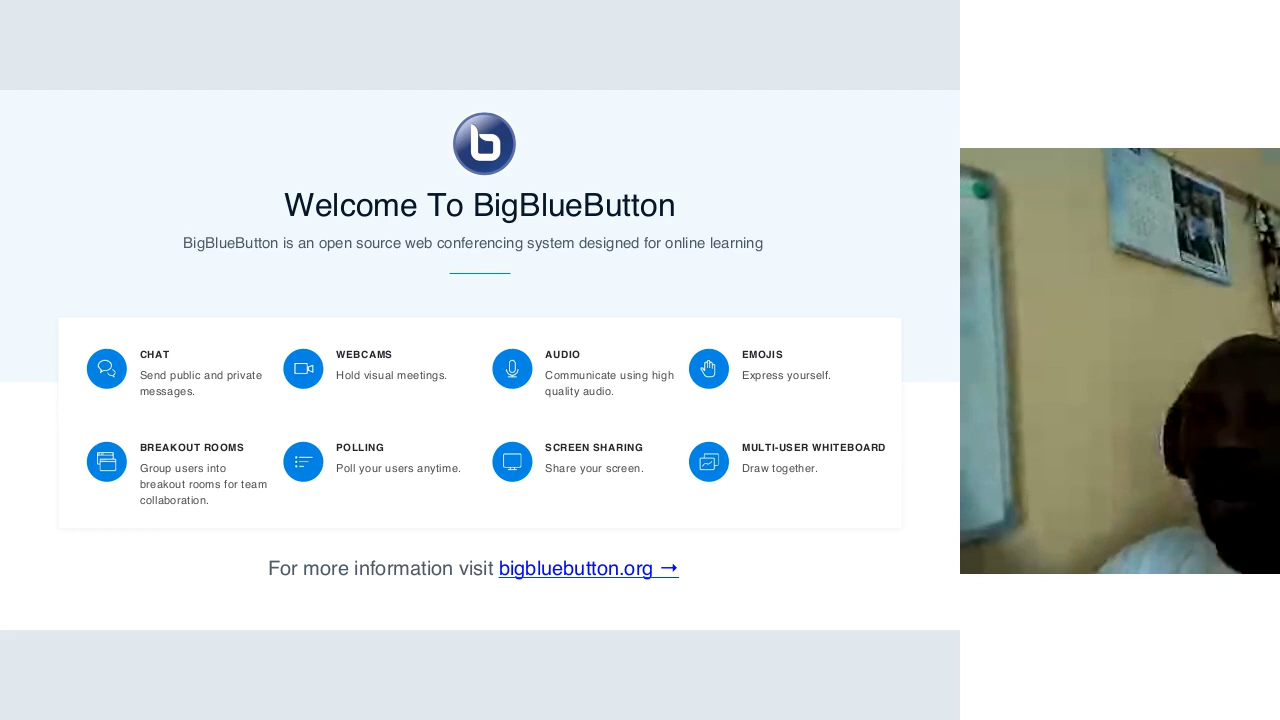 Welcome To BigBlueButton
BigBlueButton is an open source web conferencing system designed for online learning
CHAT
Send public and private
messages.
WEBCAMS
Hold visual meetings.
AUDIO
Communicate using high
quality audio.
EMOJIS
Express yourself.
BREAKOUT ROOMS
Group users into
breakout rooms for team
collaboration.
POLLING
Poll your users anytime.
SCREEN SHARING
Share your screen.
MULTI-USER WHITEBOARD
Draw together.
For more information visit bigbluebutton.org →